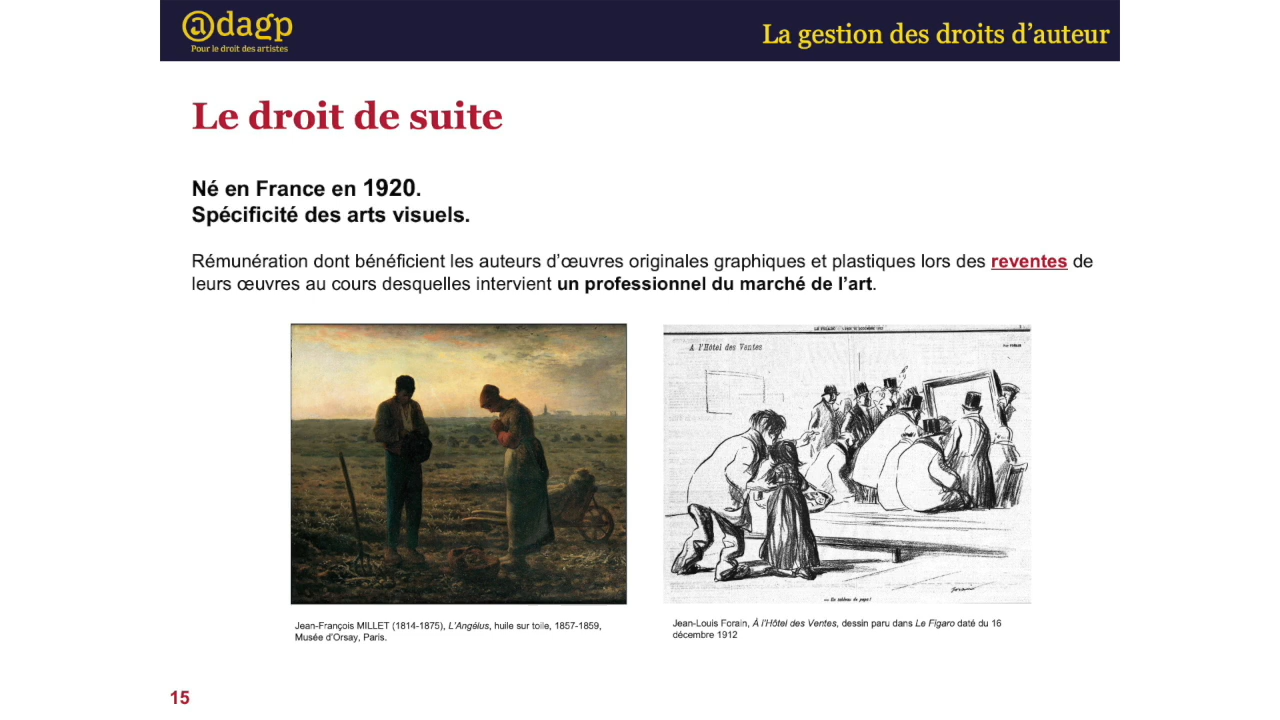 @dagp
Pour le droit des artistes
La gestion des droits d’auteur
Le droit de suite
Né en France en 1920.
Spécificité des arts visuels.
Rémunération dont bénéficient les auteurs d’œuvres originales graphiques et plastiques lors des reventes de
leurs œuvres au cours desquelles intervient un professionnel du marché de l’art.
A l'Hôtel des Ventes
Jean-François MILLET (1814-1875), L’Angélus, huile sur toile, 1857-1859,
Musée d’Orsay, Paris.
Jean-Louis Forain, À l’Hôtel des Ventes, dessin paru dans Le Figaro daté du 16
décembre 1912
15